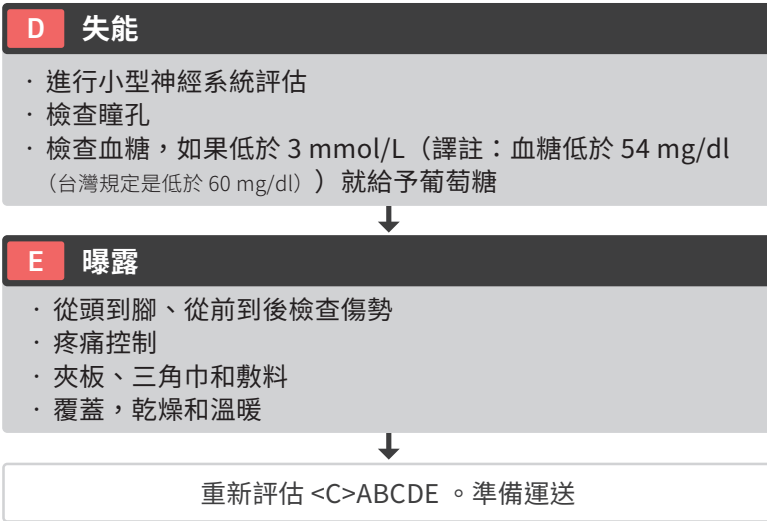 D 失能
· 進行小型神經系統評估
· 檢查瞳孔
· 檢查血糖，如果低於 3 mmol/L（譯註：血糖低於 54 mg/dl
（台灣規定是低於 60 mg/dl））就給予葡萄糖
E 曝露
· 從頭到腳、從前到後檢查傷勢
· 疼痛控制
· 夾板、三角巾和敷料
· 覆蓋，乾燥和溫暖
重新評估 <C>ABCDE 。準備運送